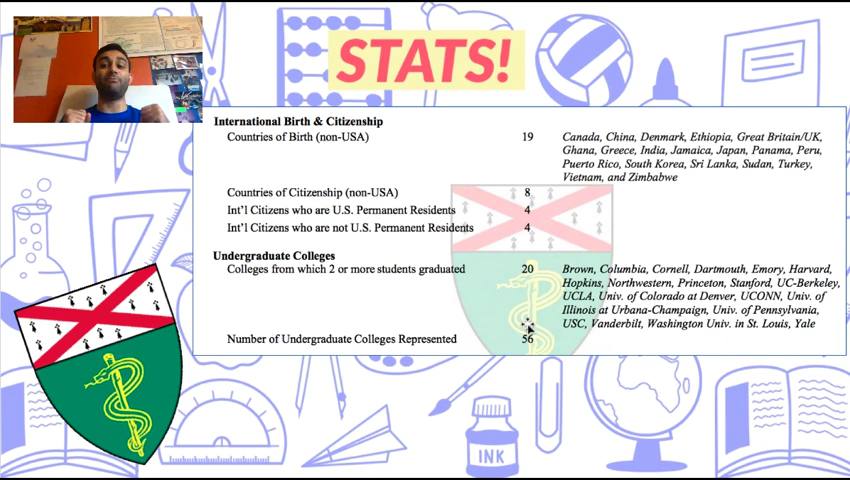 STATS!
International Birth & Citizenship
Countries of Birth (non-USA) 19 Canada, China, Denmark, Ethiopia, Great Britain/UK,
Ghana, Greece, India, Jamaica, Japan, Panama, Peru,
Puerto Rico, South Korea, Sri Lanka, Sudan, Turkey,
Vietnam, and Zimbabwe
Countries of Citizenship (non-USA) 8
Int'l Citizens who are U.S. Permanent Residents 4
Int'l Citizens who are not U.S. Permanent Residents 4
Undergraduate Colleges
Colleges from which 2 or more students graduated 20 Brown, Columbia, Cornell, Dartmouth, Emory, Harvard,
Hopkins, Northwestern, Princeton, Stanford, UC-Berkeley,
UCLA, Univ. of Colorado at Denver, UCONN, Univ. of
Illinois at Urbana-Champaign, Univ. of Pennsylvania,
USC, Vanderbilt, Washington Univ. in St. Louis, Yale
Number of Undergraduate Colleges Represented 56
INK